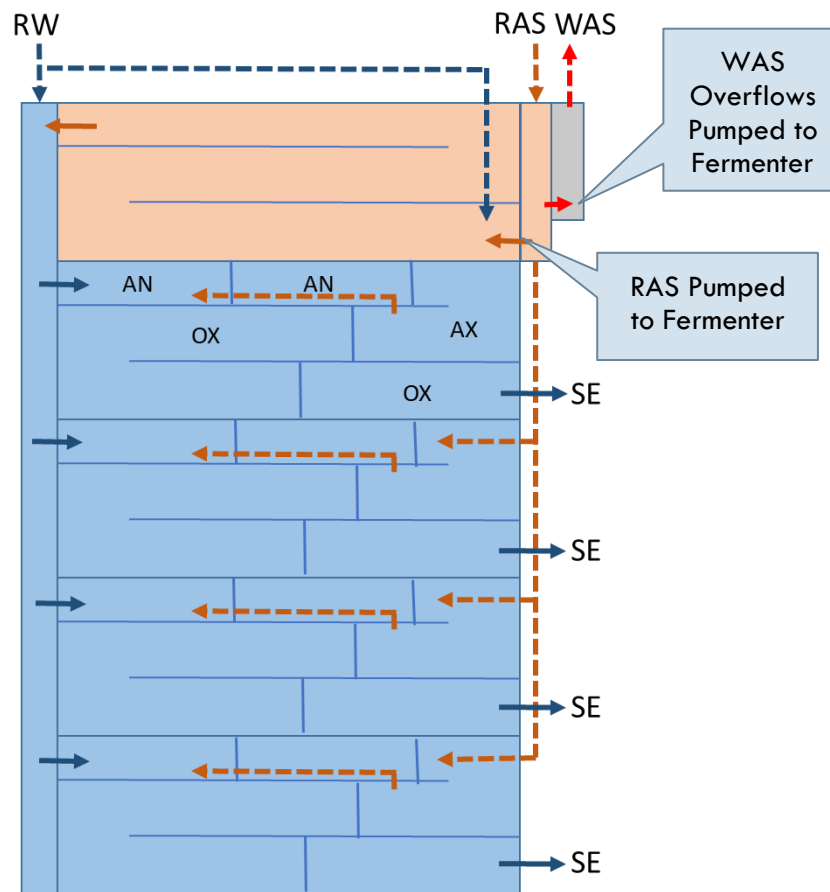 RW
RAS
WAS
WAS
Overflows
Pumped to
Fermenter
RAS Pumped
to Fermenter
AN
AN
OX
AX
OX
SE
SE
SE
SE